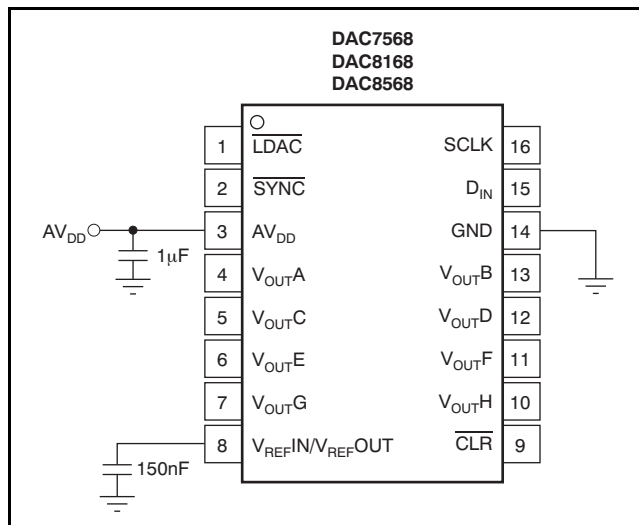 DAC7568
DAC8168
DAC8568
1 LDAC SCLK 16
2 SYNC DIN 15
AVDD 3 AVDD GND 14
1μF
4 VOUTA VOUTB 13
5 VOUTC VOUTD 12
6 VOUTE VOUTF 11
7 VOUTG VOUTH 10
8 VREFIN/VREFOUT CLR 9
150nF